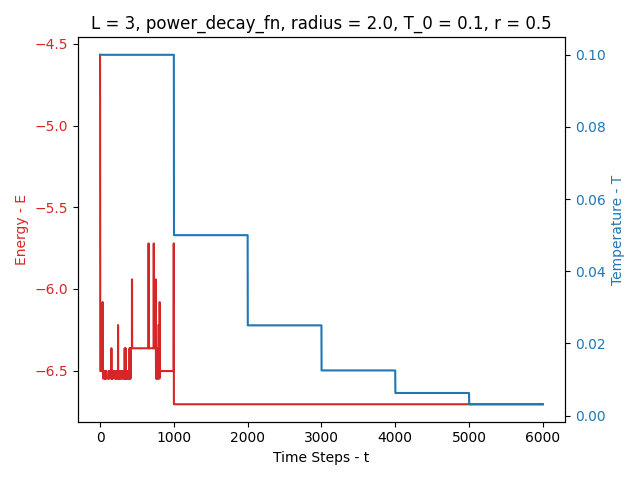 L = 3, power_decay_fn, radius = 2.0, T_0 = 0.1, r = 0.5
Energy - E
−4.5
−5.0
−5.5
−6.0
−6.5
0.10
0.08
0.06
0.04
0.02
0.00
Temperature - T
0 1000 2000 3000 4000 5000 6000
Time Steps - t